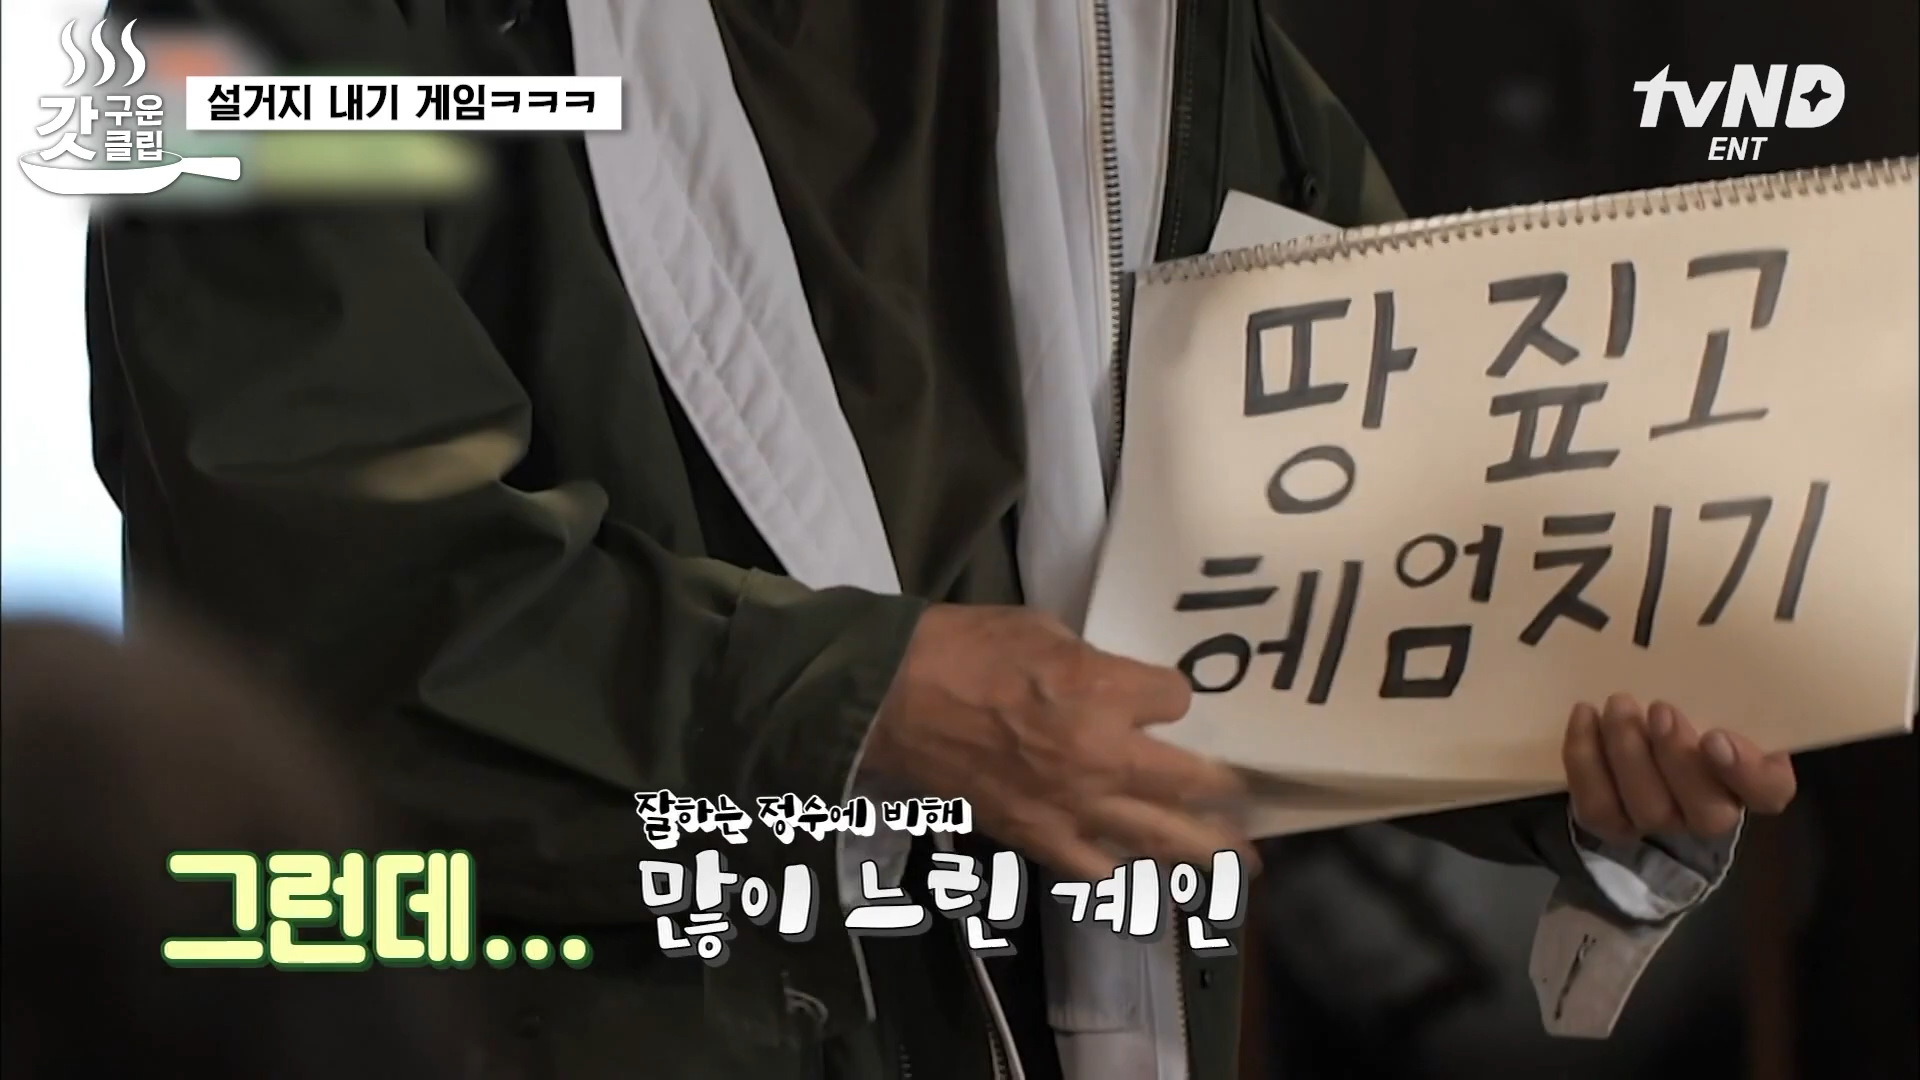 갓구운클립
설거지 내기 게임ㅋㅋㅋ
tvND
ENT
땅 짚고
헤엄치기
잘하는 정수에 비해
그런데... 많이 느린 계인